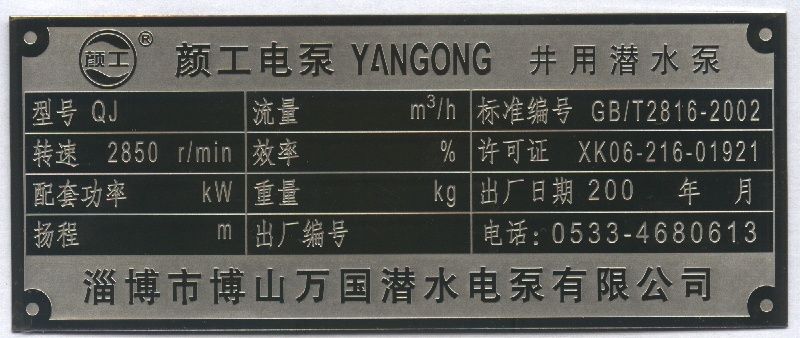 颜工® 颜工电泵 YANGONG 井用潜水泵
型号 QJ 流量 m³/h 标准编号 GB/T2816-2002
转速 2850 r/min 效率 % 许可证 XK06-216-01921
配套功率 kW 重量 kg 出厂日期 200 年 月
扬程 m 出厂编号 电话：0533-4680613
淄博市博山万国潜水电泵有限公司